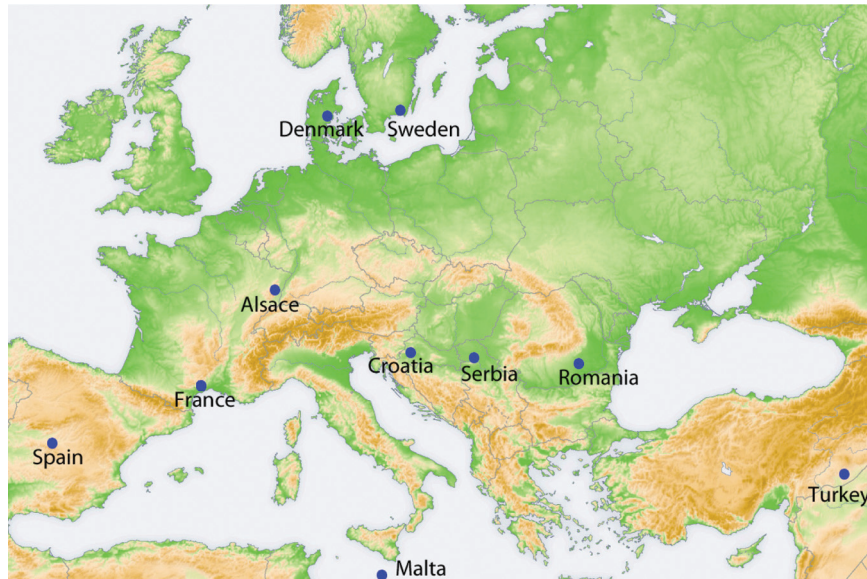 Denmark
Sweden
Alsace
Croatia
Serbia
Romania
France
Spain
Turkey
Malta